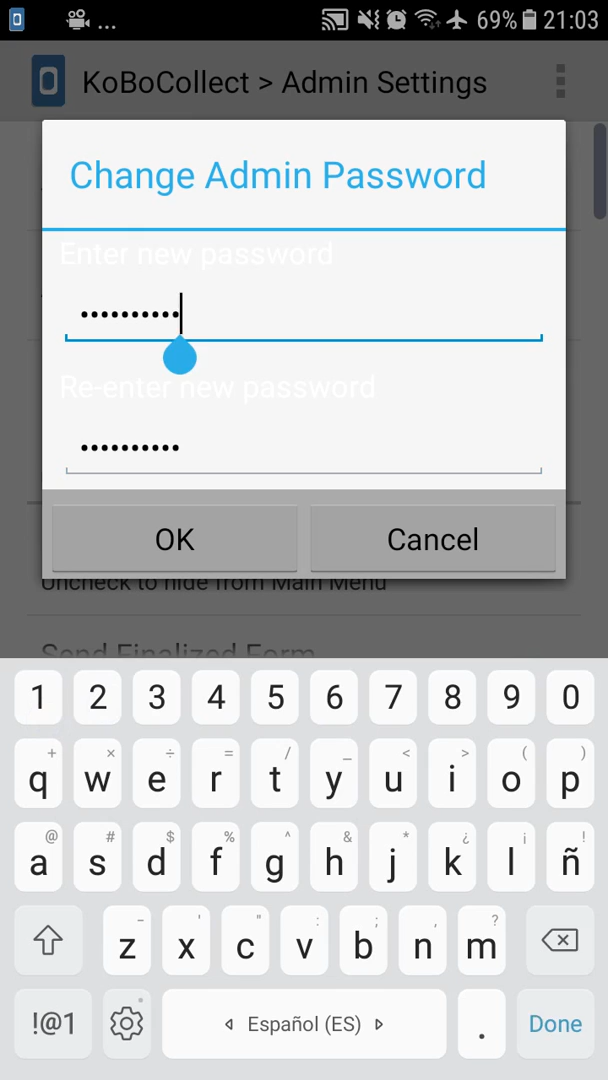 ... 69% 21:03
KoBoCollect > Admin Settings
Change Admin Password
Enter new password
••••••••••
Re-enter new password
••••••••••
OK Cancel
Uncheck to hide from Main Menu
Send Finalized Form
1 2 3 4 5 6 7 8 9 0
+ × ÷ = / _ < > ( )
q w e r t y u i o p
@ # $ % ^ & * ¿ ¡ !
a s d f g h j k l ñ
- ' " : ; , ?
z x c v b n m
!@1 Español (ES) . Done